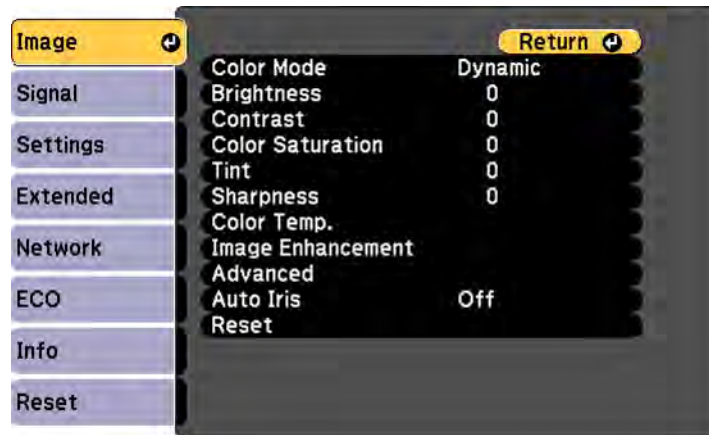 Image
Signal
Settings
Extended
Network
ECO
Info
Reset
Return
Color Mode Dynamic
Brightness 0
Contrast 0
Color Saturation 0
Tint 0
Sharpness 0
Color Temp.
Image Enhancement
Advanced
Auto Iris Off
Reset